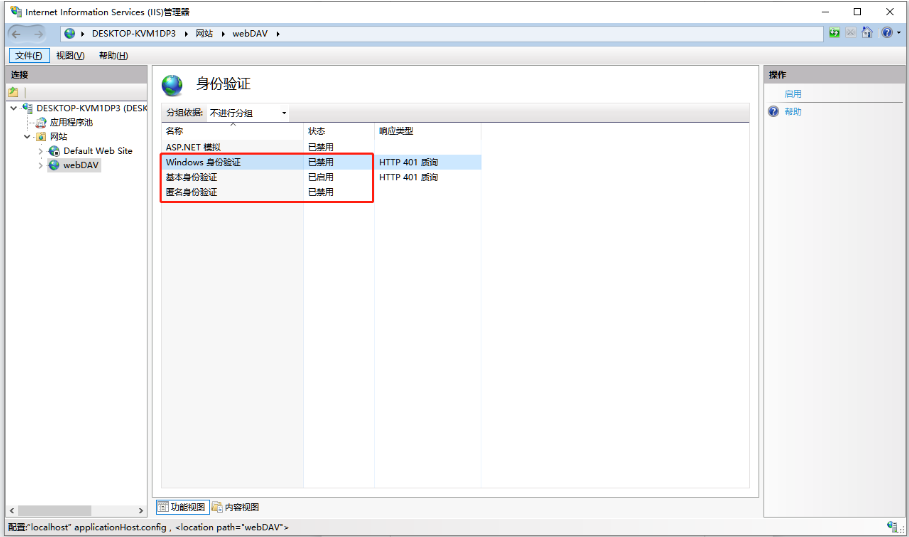 Internet Information Services (IIS)管理器
DESKTOP-KVM1DP3 网站 webDAV
文件(F) 视图(V) 帮助(H)
连接
DESKTOP-KVM1DP3 (DESK
应用程序池
网站
Default Web Site
webDAV
身份验证
分组依据: 不进行分组
名称 状态 响应类型
ASP.NET 模拟 已禁用
Windows 身份验证 已禁用 HTTP 401 质询
基本身份验证 已启用 HTTP 401 质询
匿名身份验证 已禁用
操作
启用
帮助
功能视图 内容视图
配置:"localhost" applicationHost.config , <location path="webDAV">